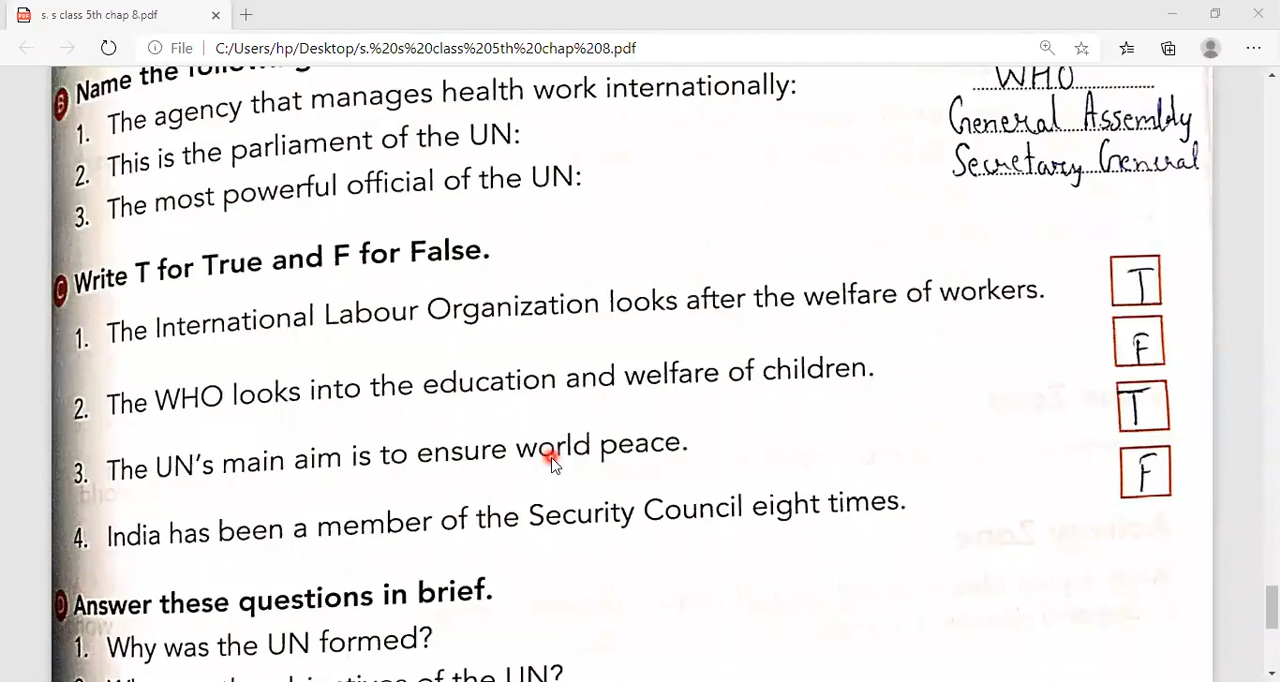 s. s class 5th chap 8.pdf
File C:/Users/hp/Desktop/s.%20s%20class%205th%20chap%208.pdf
B Name the following
1. The agency that manages health work internationally: WHO
2. This is the parliament of the UN: General Assembly
3. The most powerful official of the UN: Secretary General
C Write T for True and F for False.
1. The International Labour Organization looks after the welfare of workers. T
2. The WHO looks into the education and welfare of children. F
3. The UN's main aim is to ensure world peace. T
4. India has been a member of the Security Council eight times. F
D Answer these questions in brief.
1. Why was the UN formed?
of the UN?